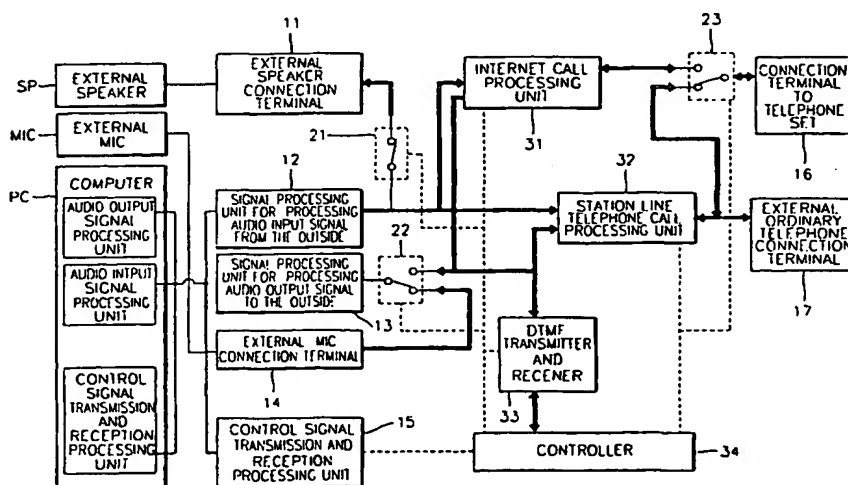 11
EXTERNAL
SPEAKER
CONNECTION
TERMINAL
SP
EXTERNAL
SPEAKER
MIC
EXTERNAL
MIC
PC
COMPUTER
AUDIO OUTPUT
SIGNAL
PROCESSING
UNIT
AUDIO INTPUT
SIGNAL
PROCESSING
UNIT
CONTROL
SIGNAL
TRANSMISSION
AND
RECEPTION
PROCESSING
UNIT
21
12
SIGNAL PROCESSING
UNIT FOR PROCESSING
AUDIO INPUT SIGNAL
FROM THE OUTSIDE
22
SIGNAL PROCESSING
UNIT FOR PROCESSING
AUDIO OUTPUT SIGNAL
TO THE OUTSIDE
13
EXTERNAL MIC
CONNECTION TERMINAL
14
15
CONTROL SIGNAL
TRANSMISSION AND
RECEPTION
PROCESSING UNIT
INTERNET CALL
PROCESSING
UNIT
31
23
CONNECTION
TERMINAL
TO
TELEPHONE
SET
16
32
STATION LINE
TELEPHONE CALL
PROCESSING UNIT
EXTERNAL
ORDINARY
TELEPHONE
CONNECTION
TERMINAL
17
DTMF
TRANSMITTER
AND
RECENER
33
CONTROLLER
34